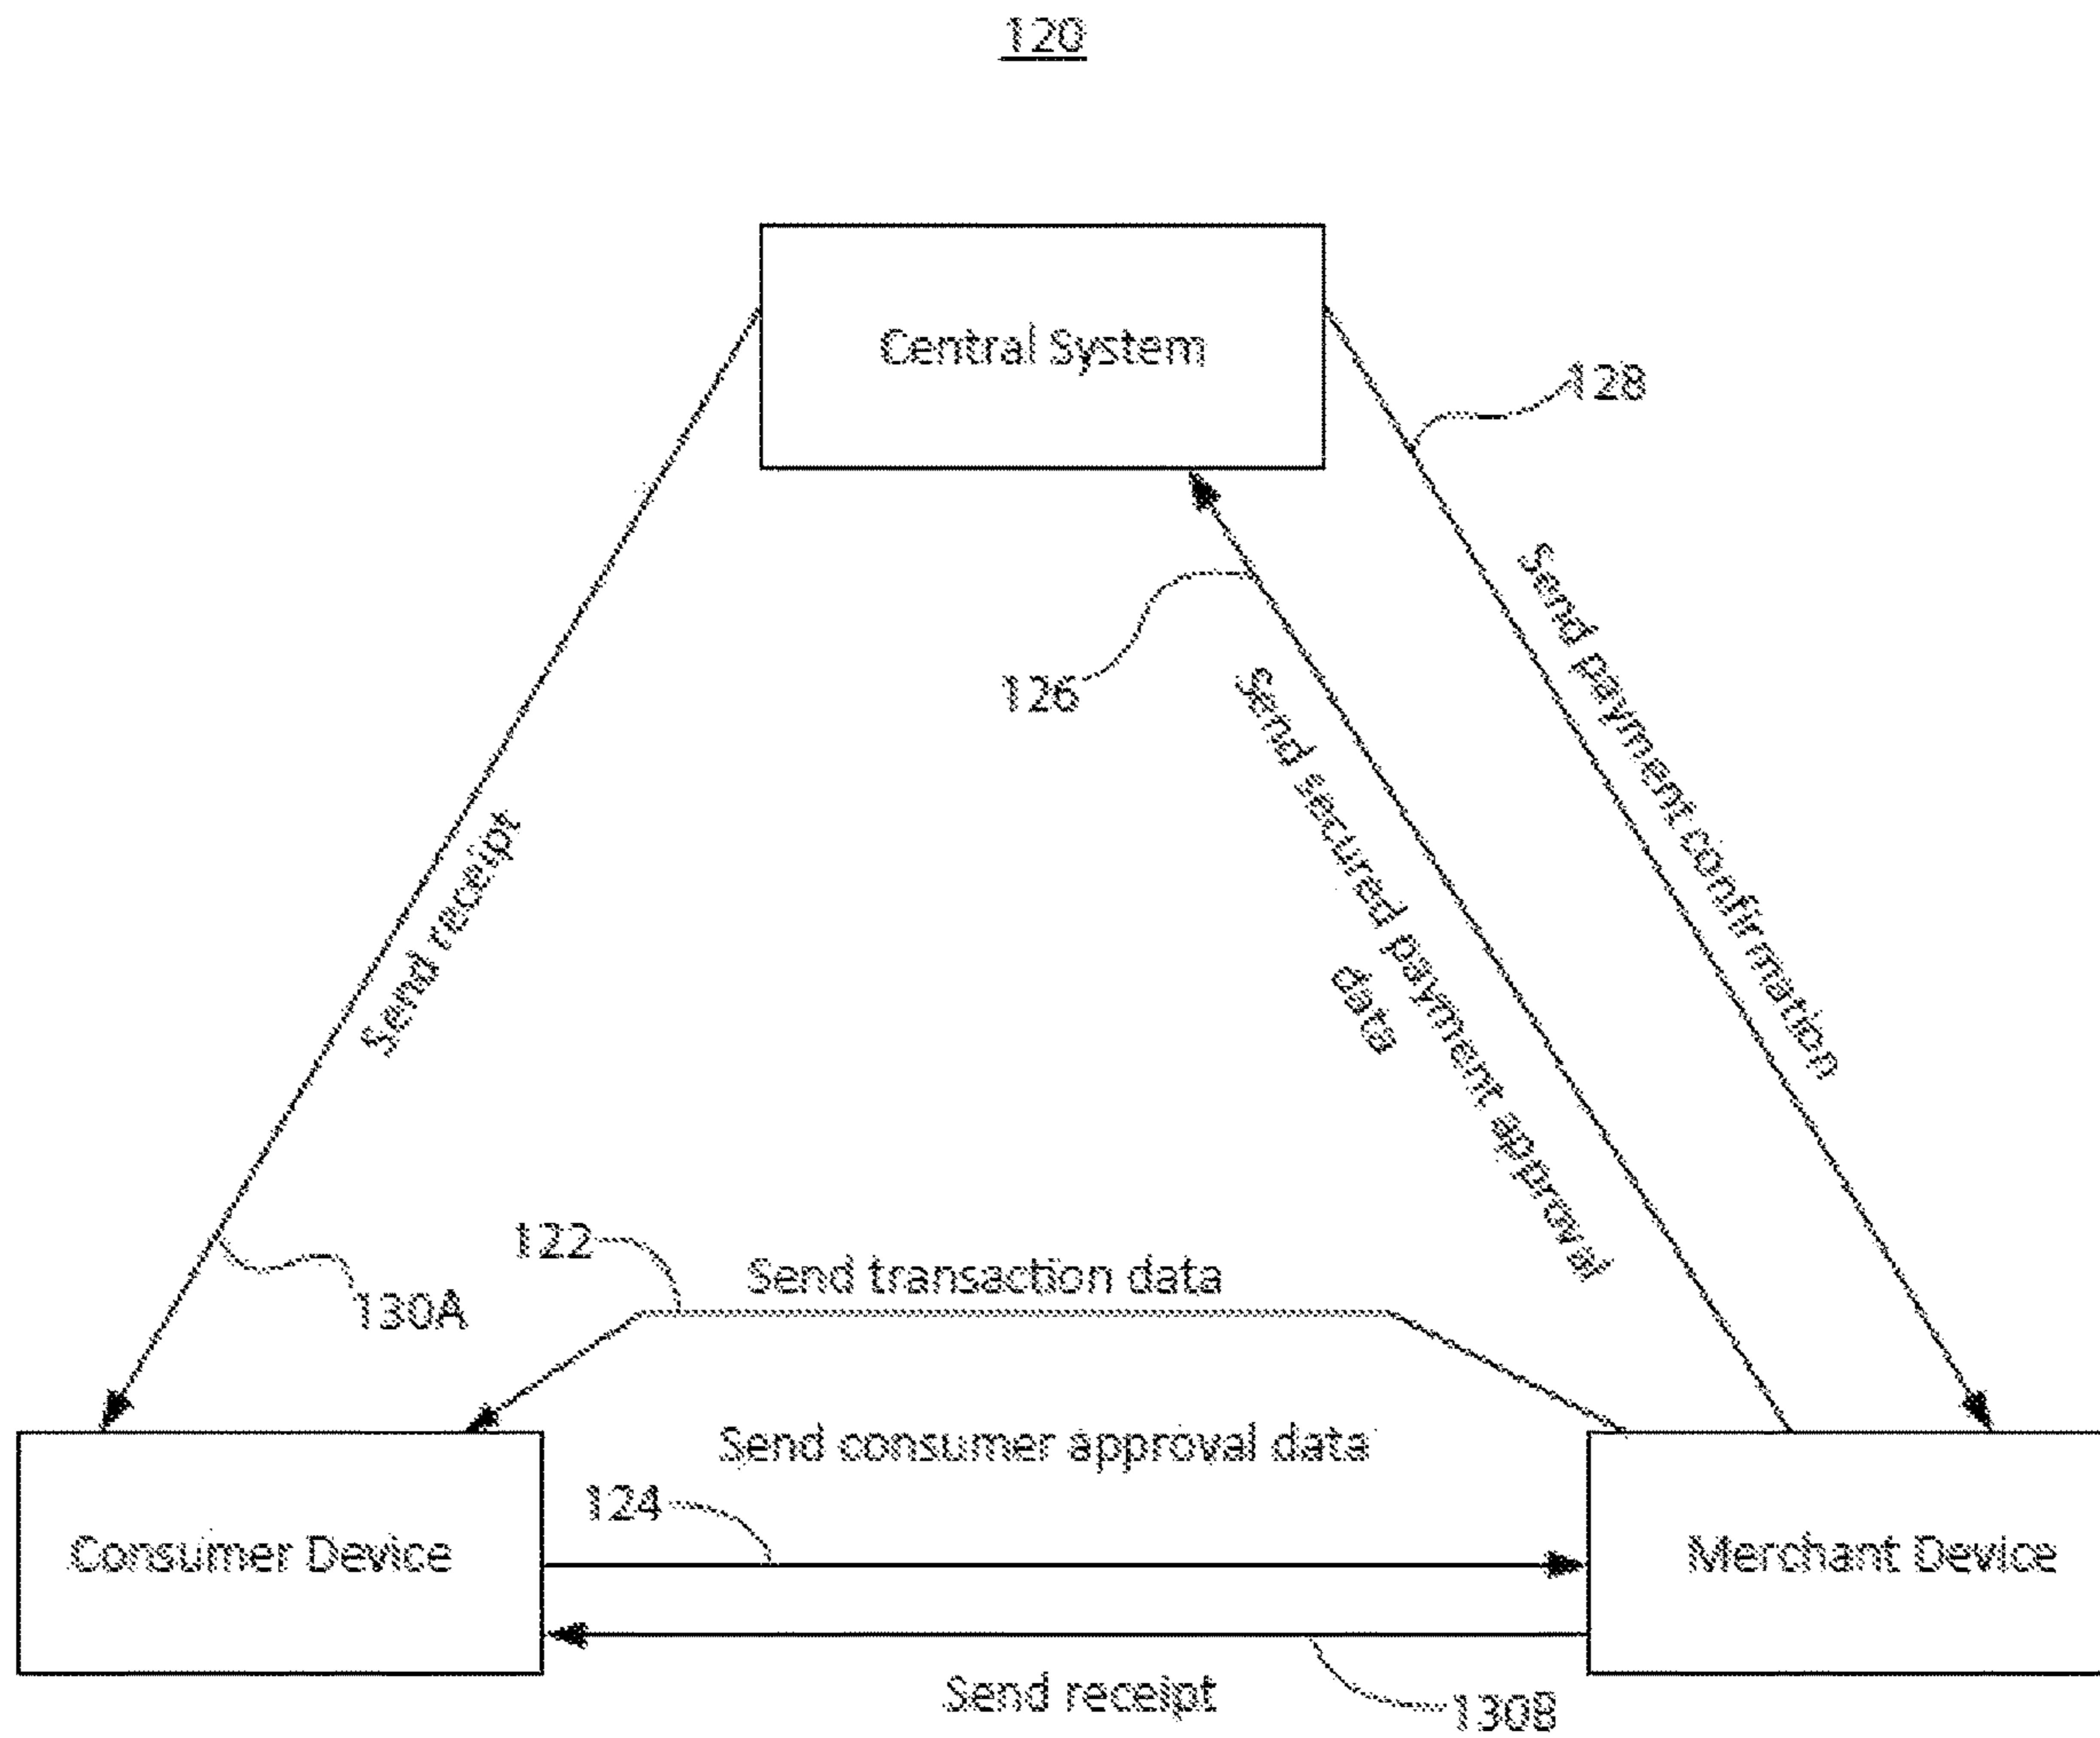 120
Central System
128
Send payment confirmation
126
Send secured payment approval
data
Send receipt
130A
122
Send transaction data
Send consumer approval data
124
Consumer Device
Merchant Device
Send receipt
130B